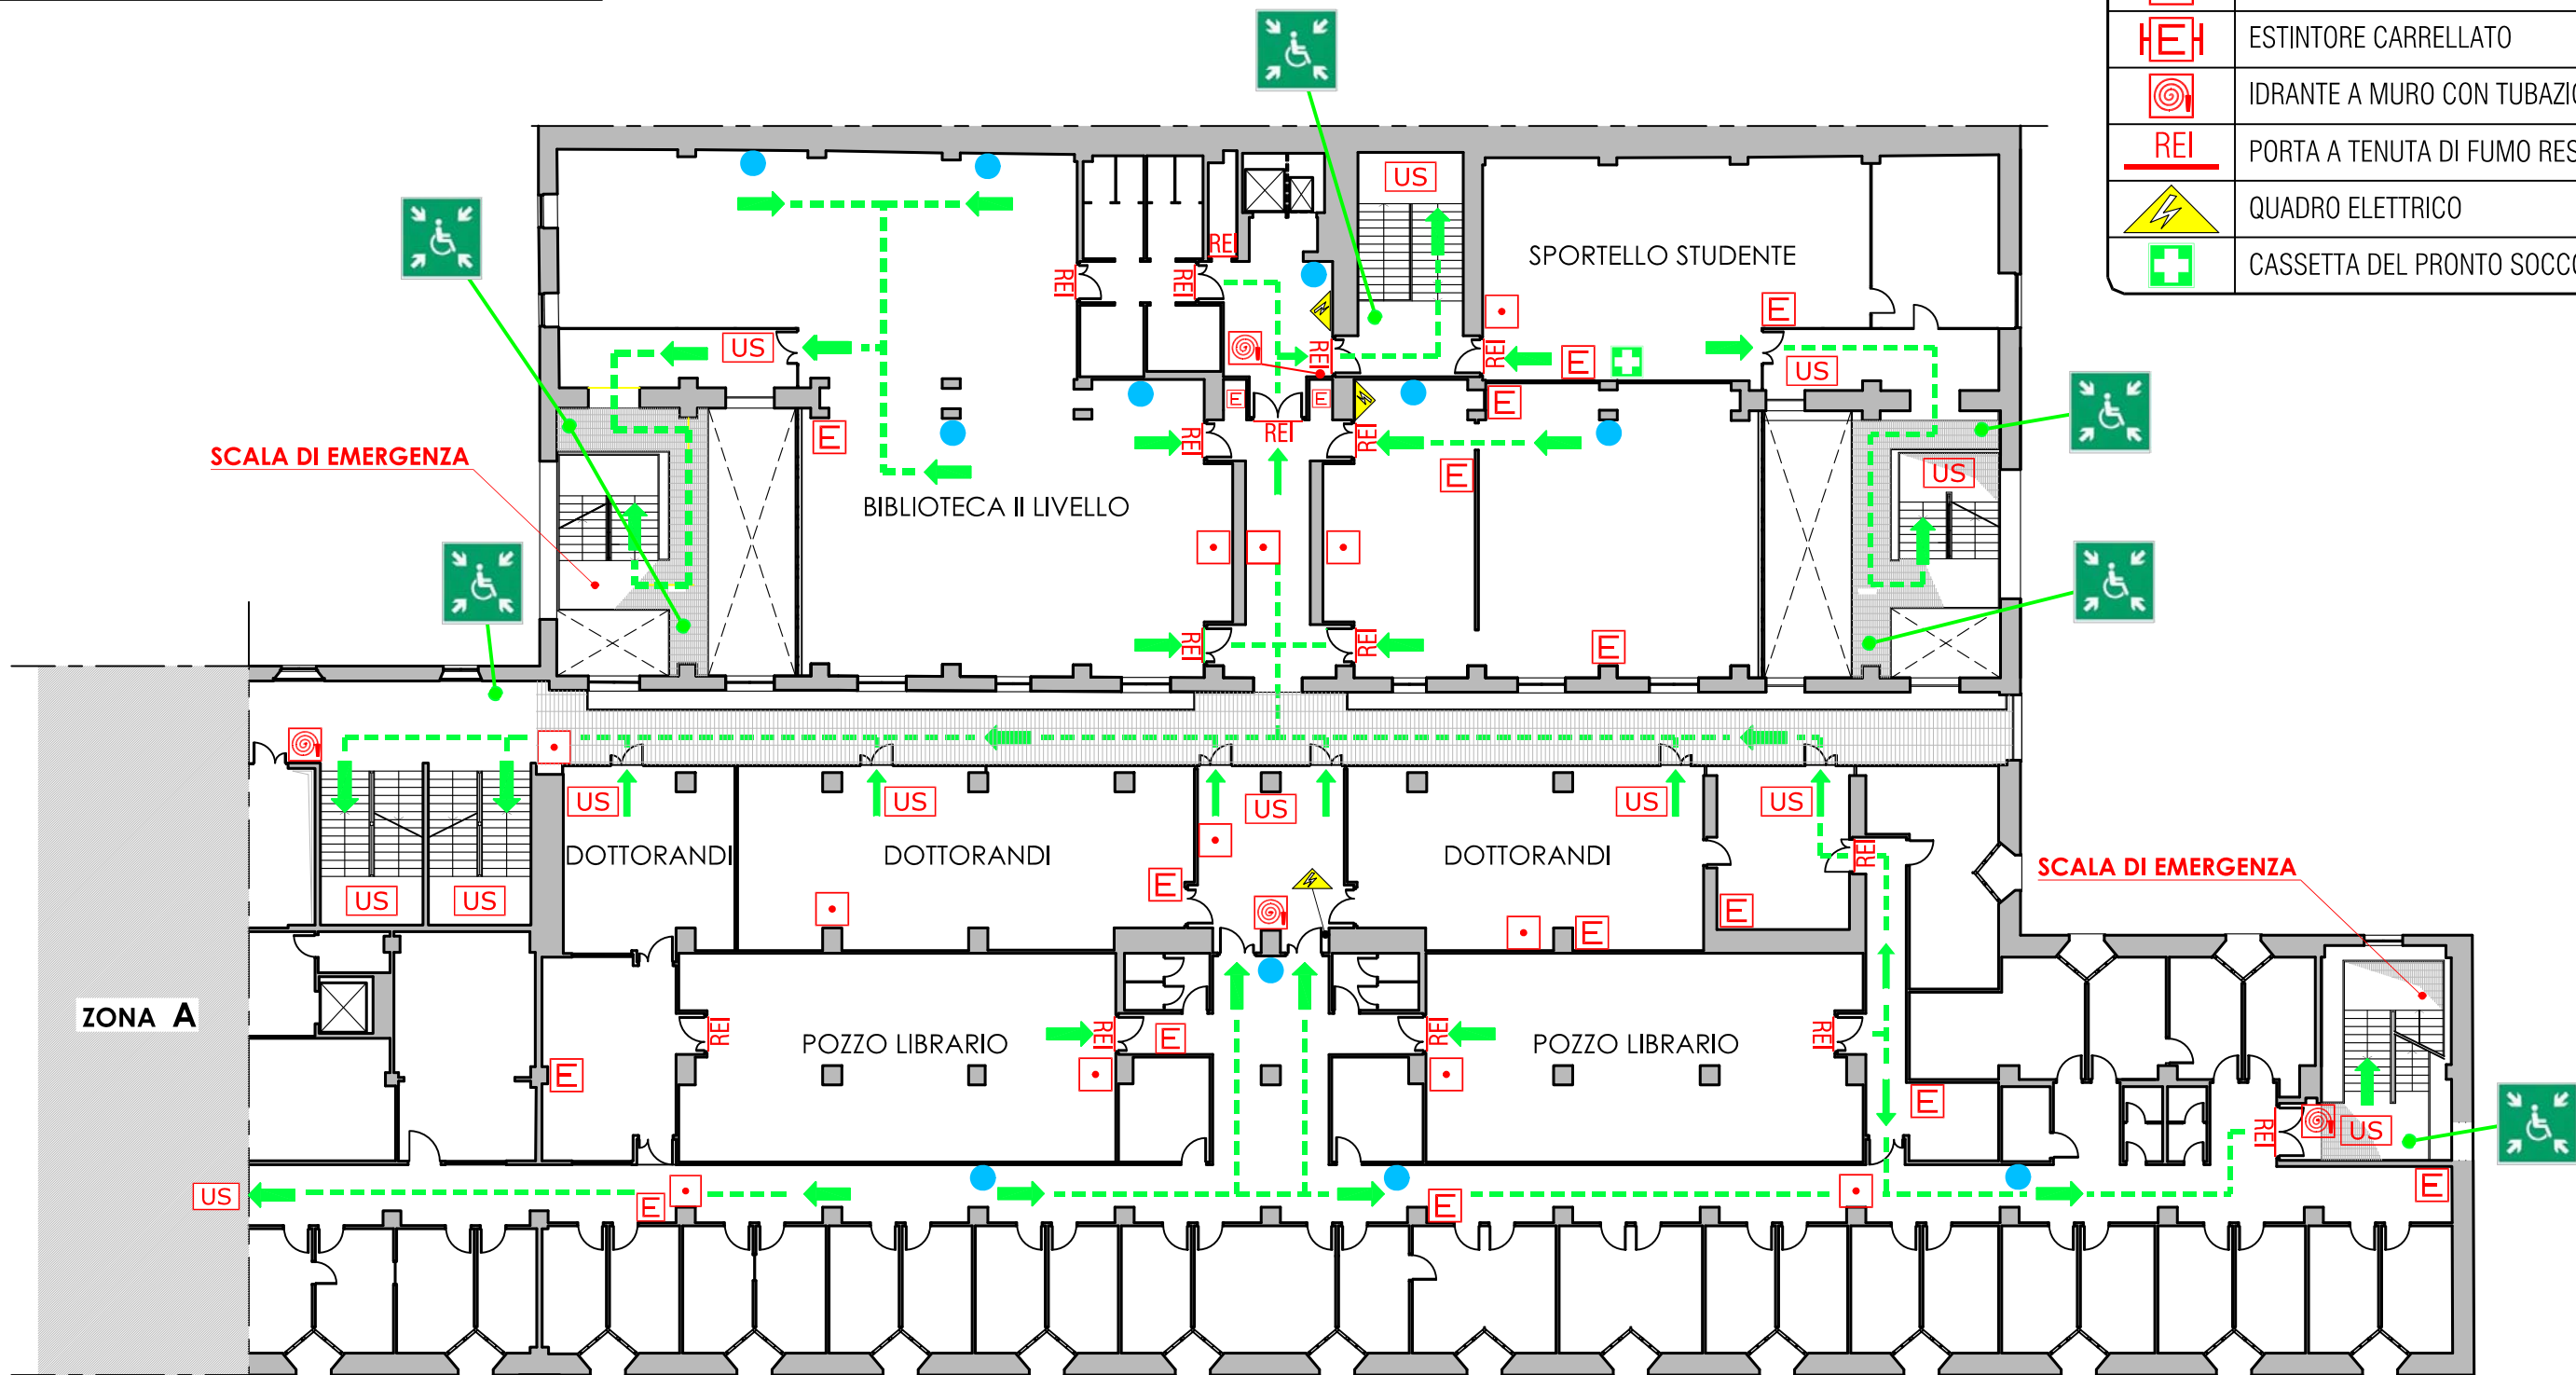 ESTINTORE CARRELLATO
E
IDRANTE A MURO CON TUBAZIO
REI
PORTA A TENUTA DI FUMO RES
QUADRO ELETTRICO
CASSETTA DEL PRONTO SOCCO
US
REI
SPORTELLO STUDENTE
REI
REI
E
US
REI
REI
E
US
E
E
E
REI
REI
REI
E
SCALA DI EMERGENZA
E
US
BIBLIOTECA II LIVELLO
REI
REI
E
US
US
US
US
US
DOTTORANDI
DOTTORANDI
DOTTORANDI
REI
SCALA DI EMERGENZA
E
US
US
E
E
ZONA A
REI
POZZO LIBRARIO
REI
E
REI
POZZO LIBRARIO
REI
E
E
REI
US
US
E
E
E